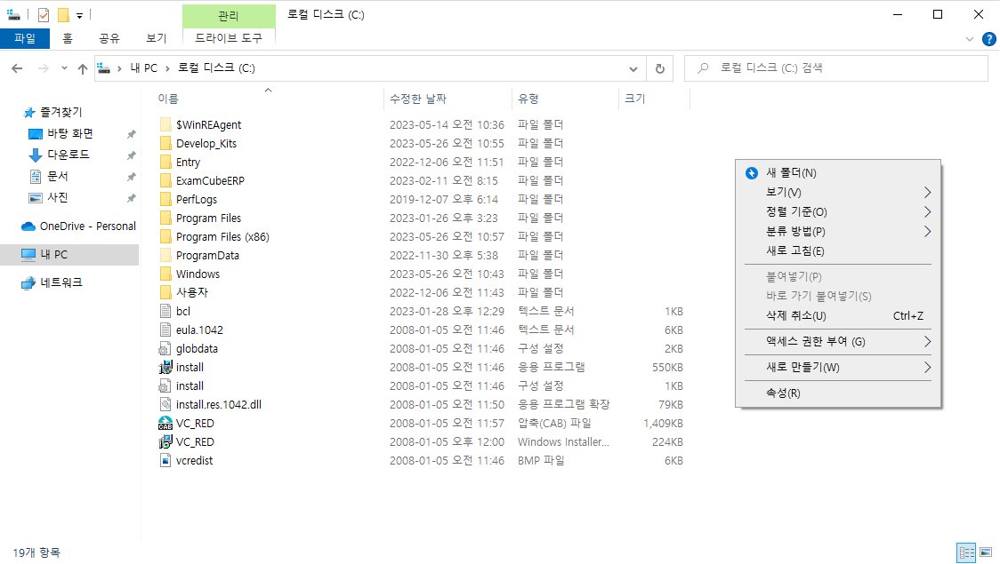 관리
로컬 디스크 (C:)
파일 홈 공유 보기 드라이브 도구
내 PC 로컬 디스크 (C:)
로컬 디스크 (C:) 검색
즐겨찾기
바탕 화면
다운로드
문서
사진
OneDrive - Personal
내 PC
네트워크
이름 수정한 날짜 유형 크기
$WinREAgent 2023-05-14 오전 10:36 파일 폴더
Develop_Kits 2023-05-26 오전 10:55 파일 폴더
Entry 2022-12-06 오전 11:51 파일 폴더
ExamCubeERP 2023-02-11 오전 8:15 파일 폴더
PerfLogs 2019-12-07 오후 6:14 파일 폴더
Program Files 2023-01-26 오후 3:23 파일 폴더
Program Files (x86) 2023-05-26 오전 10:57 파일 폴더
ProgramData 2022-11-30 오후 5:38 파일 폴더
Windows 2023-05-26 오전 10:43 파일 폴더
사용자 2022-12-06 오전 11:43 파일 폴더
bcl 2023-01-28 오후 12:29 텍스트 문서 1KB
eula.1042 2008-01-05 오전 11:46 텍스트 문서 6KB
globdata 2008-01-05 오전 11:46 구성 설정 2KB
install 2008-01-05 오전 11:46 응용 프로그램 550KB
install 2008-01-05 오전 11:46 구성 설정 1KB
install.res.1042.dll 2008-01-05 오전 11:50 응용 프로그램 확장 79KB
VC_RED 2008-01-05 오전 11:57 압축(CAB) 파일 1,409KB
VC_RED 2008-01-05 오후 12:00 Windows Installer... 224KB
vcredist 2008-01-05 오전 11:46 BMP 파일 6KB
새 폴더(N)
보기(V)
정렬 기준(O)
분류 방법(P)
새로 고침(E)
붙여넣기(P)
바로 가기 붙여넣기(S)
삭제 취소(U) Ctrl+Z
액세스 권한 부여 (G)
새로 만들기(W)
속성(R)
19개 항목